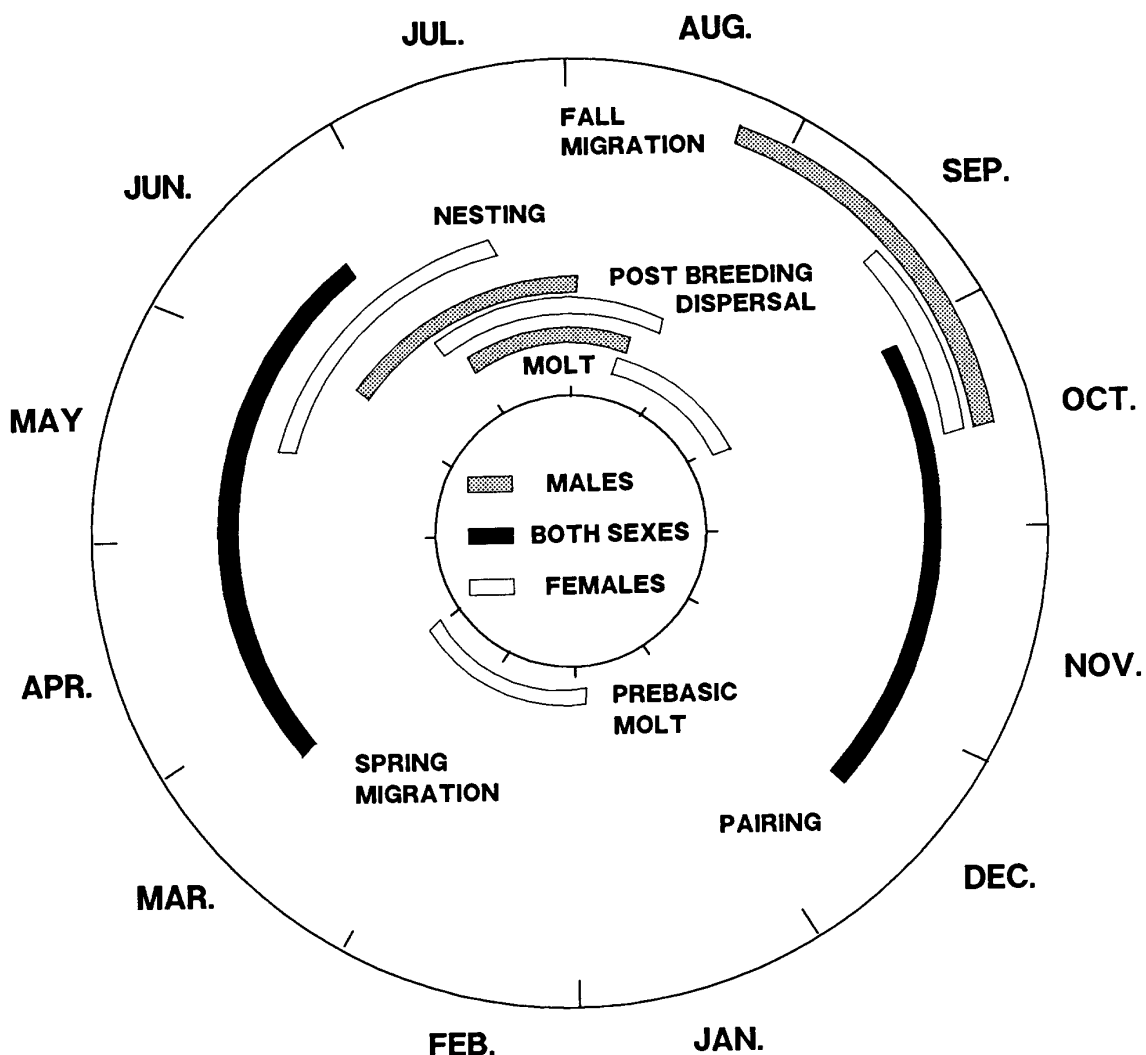 JUL.
AUG.
FALL
MIGRATION
JUN.
SEP.
NESTING
POST BREEDING
DISPERSAL
MOLT
MAY
OCT.
MALES
BOTH SEXES
FEMALES
APR.
NOV.
PREBASIC
MOLT
SPRING
MIGRATION
PAIRING
MAR.
DEC.
FEB.
JAN.